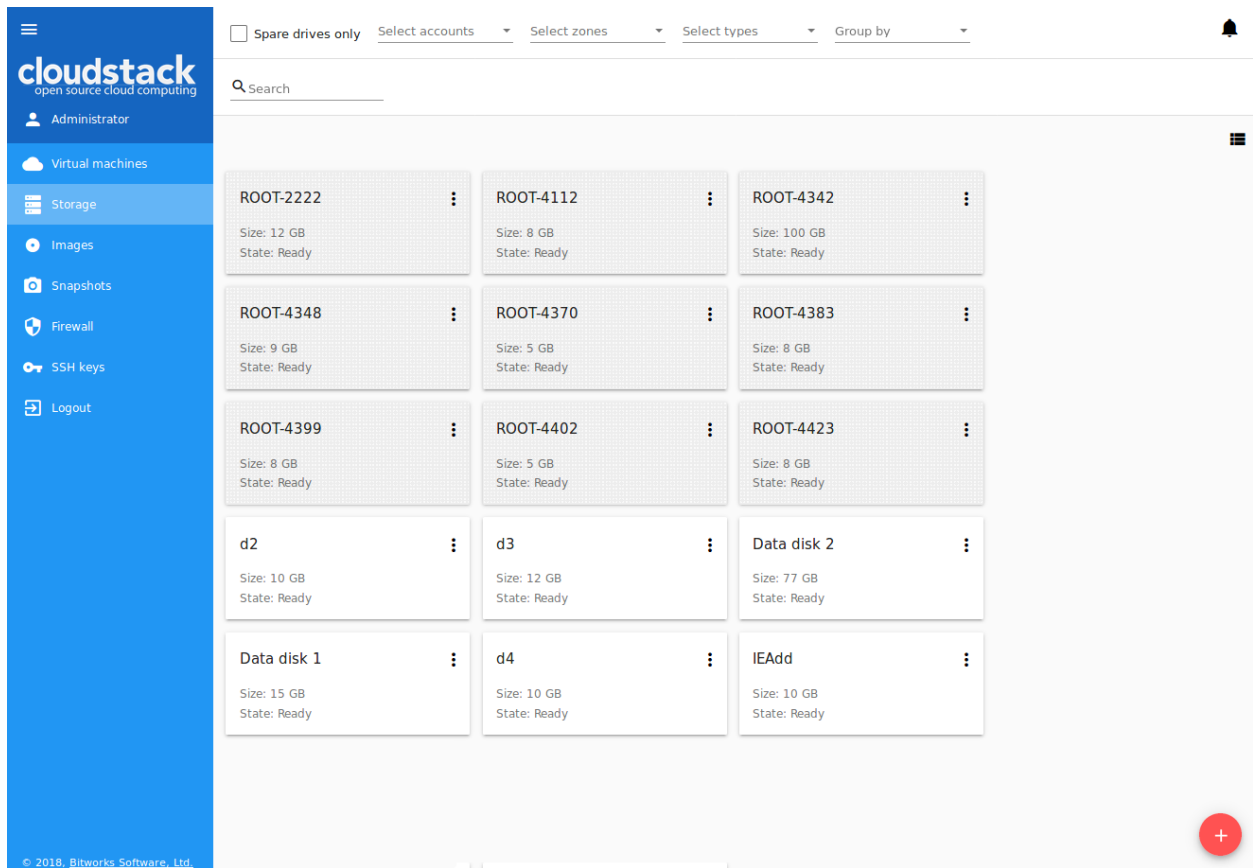 Spare drives only
Select accounts
Select zones
Select types
Group by
cloudstack
open source cloud computing
Search
Administrator
Virtual machines
Storage
Images
Snapshots
Firewall
SSH keys
Logout
ROOT-2222
Size: 12 GB
State: Ready
ROOT-4112
Size: 8 GB
State: Ready
ROOT-4342
Size: 100 GB
State: Ready
ROOT-4348
Size: 9 GB
State: Ready
ROOT-4370
Size: 5 GB
State: Ready
ROOT-4383
Size: 8 GB
State: Ready
ROOT-4399
Size: 8 GB
State: Ready
ROOT-4402
Size: 5 GB
State: Ready
ROOT-4423
Size: 8 GB
State: Ready
d2
Size: 10 GB
State: Ready
d3
Size: 12 GB
State: Ready
Data disk 2
Size: 77 GB
State: Ready
Data disk 1
Size: 15 GB
State: Ready
d4
Size: 10 GB
State: Ready
IEAdd
Size: 10 GB
State: Ready
© 2018, Bitworks Software, Ltd.